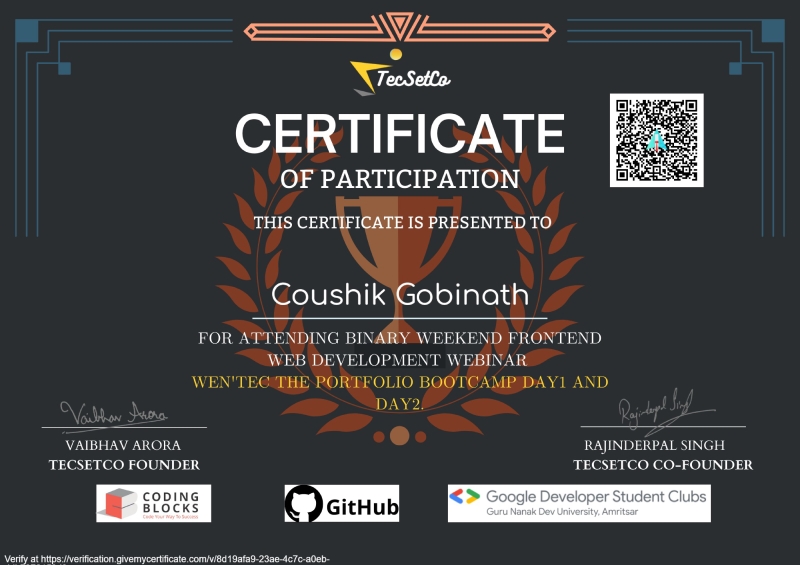 TecSetCo
CERTIFICATE
OF PARTICIPATION
THIS CERTIFICATE IS PRESENTED TO
Coushik Gobinath
FOR ATTENDING BINARY WEEKEND FRONTEND
WEB DEVELOPMENT WEBINAR
WEN'TEC THE PORTFOLIO BOOTCAMP DAY1 AND
DAY2.
Vaibhav Arora
VAIBHAV ARORA
TECSETCO FOUNDER
Rajinderpal Singh
RAJINDERPAL SINGH
TECSETCO CO-FOUNDER
CODING
BLOCKS
Code Your Way To Success
GitHub
Google Developer Student Clubs
Guru Nanak Dev University, Amritsar
Verify at https://verification.givemycertificate.com/v/8d19afa9-23ae-4c7c-a0eb-